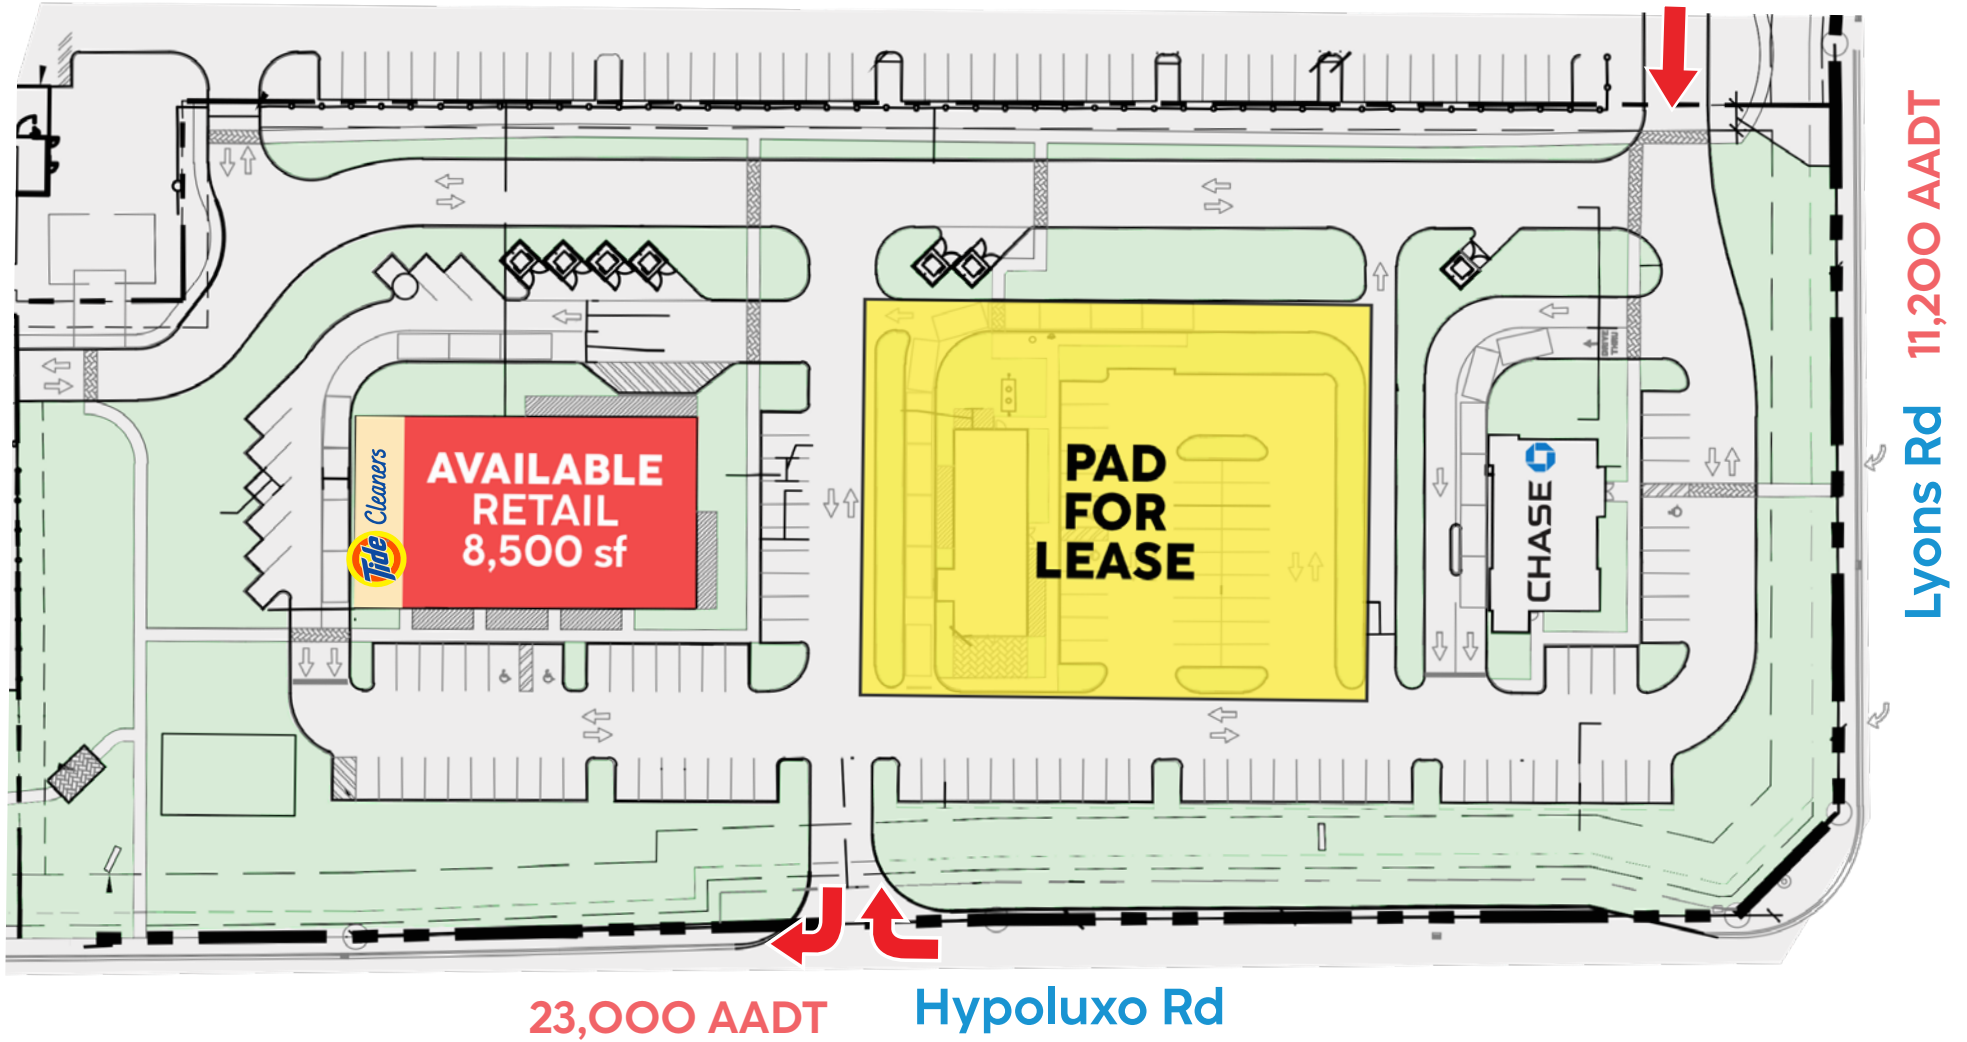 11,200 AADT
Lyons Rd
Tide Cleaners
AVAILABLE
RETAIL
8,500 sf
PAD
FOR
LEASE
CHASE
THRU
23,000 AADT
Hypoluxo Rd